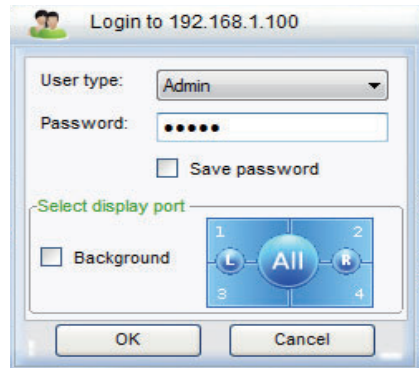 Login to 192.168.1.100
User type: Admin
Password: •••••
Save password
Select display port
1 2
Background L All R
3 4
OK Cancel